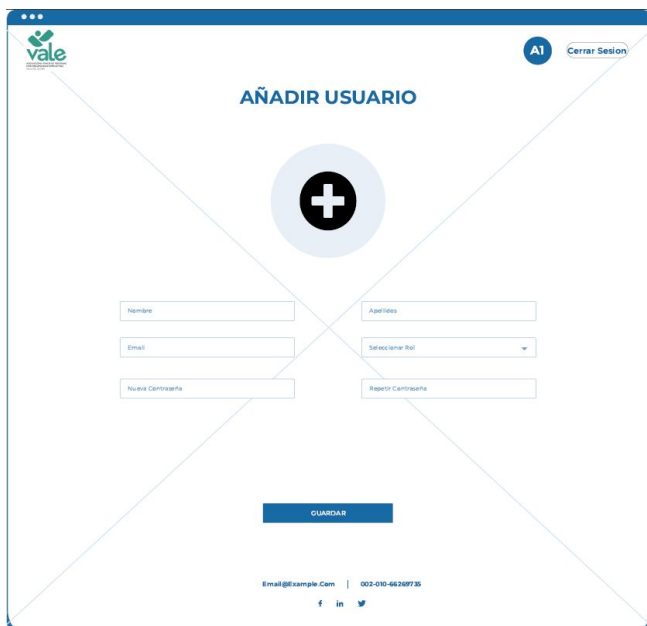 vale
A1
Cerrar Sesion
AÑADIR USUARIO
Nombre
Apellidos
Email
Seleccionar Rol
Nueva Contraseña
Repetir Contraseña
GUARDAR
Email@Example.Com | 002-010-66269735